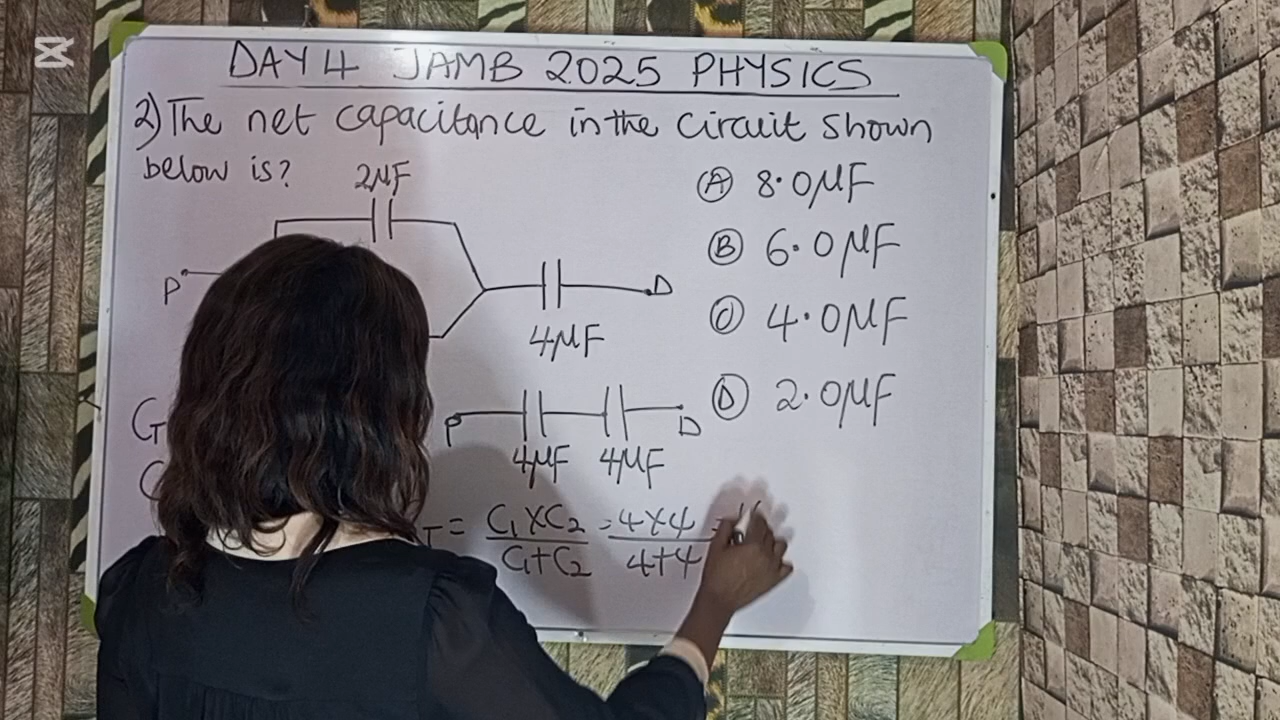 DAY 4 JAMB 2025 PHYSICS
2) The net capacitance in the circuit shown
below is?
2μF
P
D
4μF
(A) 8.0μF
(B) 6.0μF
(C) 4.0μF
(D) 2.0μF
P
D
4μF 4μF
T = C1 X C2 = 4 X 4 =
C1 + C2 4 + 4